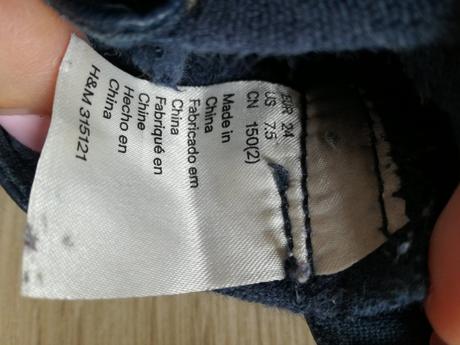 EUR 24
US 7.5
CN 150(2)
Made in
China
Fabricado em
China
Fabriqué en
Chine
Hecho en
China
H&M 315121